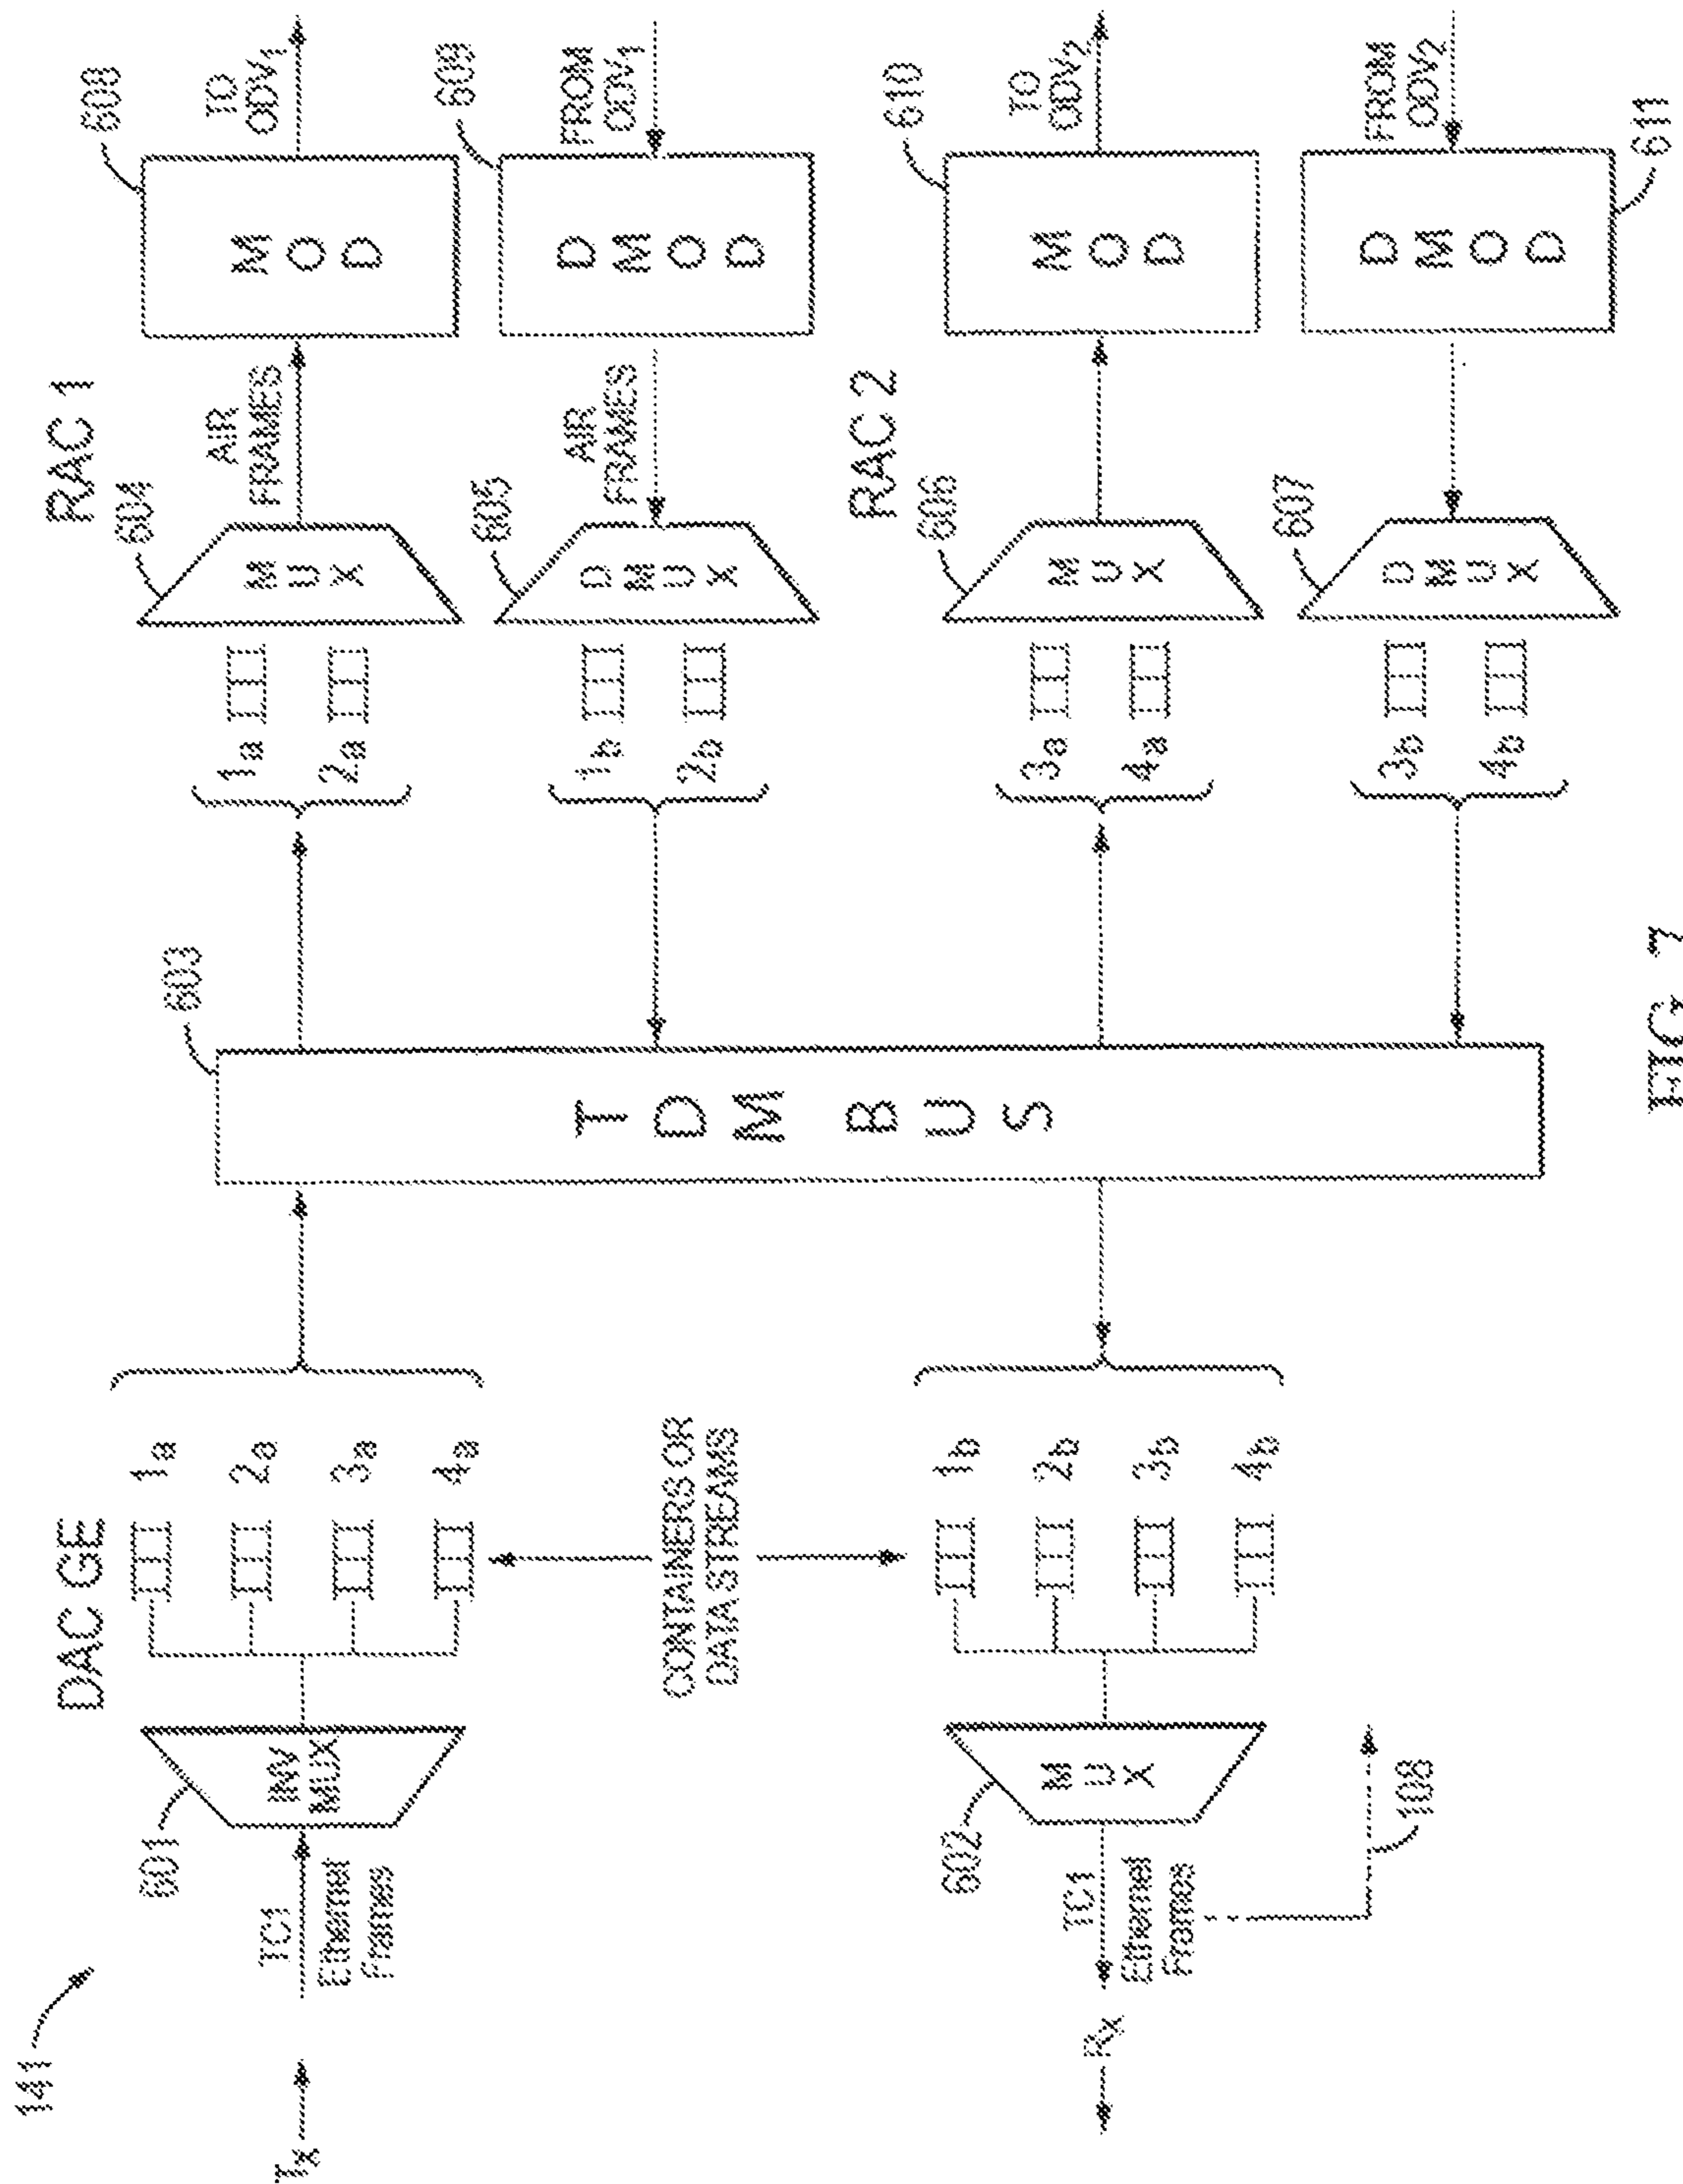 141
DAC GE
RAC 1
Tx
TC1
Ethernet
Frames
601
INV
MUX
1a
2a
3a
4a
603
TDM BUS
1a
2a
604
MUX
AIR
FRAMES
608
MOD
TO
ODV1
CONTAINERS OR
DATA STREAMS
1b
2b
605
DMUX
AIR
FRAMES
609
DMOD
FROM
ODV1
RAC 2
Rx
TC1
Ethernet
Frames
602
MUX
1b
2b
3b
4b
108
3a
4a
606
MUX
610
MOD
TO
ODV2
3b
4b
607
DMUX
DMOD
611
FROM
ODV2
FIG. 7